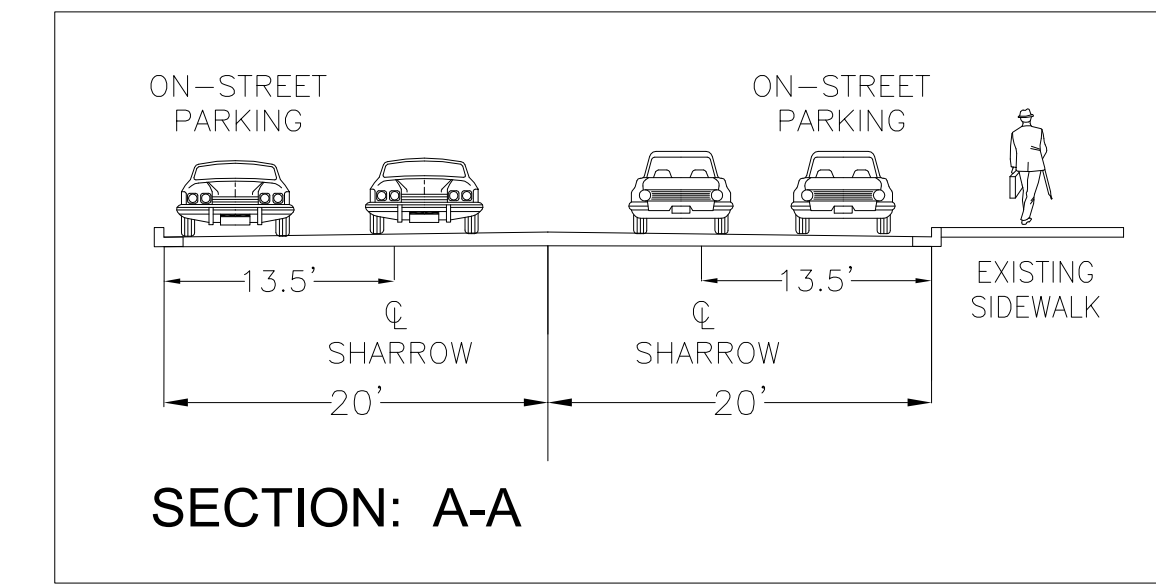 ON-STREET
PARKING
ON-STREET
PARKING
13.5'
13.5'
EXISTING
SIDEWALK
℄
SHARROW
℄
SHARROW
20'
20'
SECTION: A-A